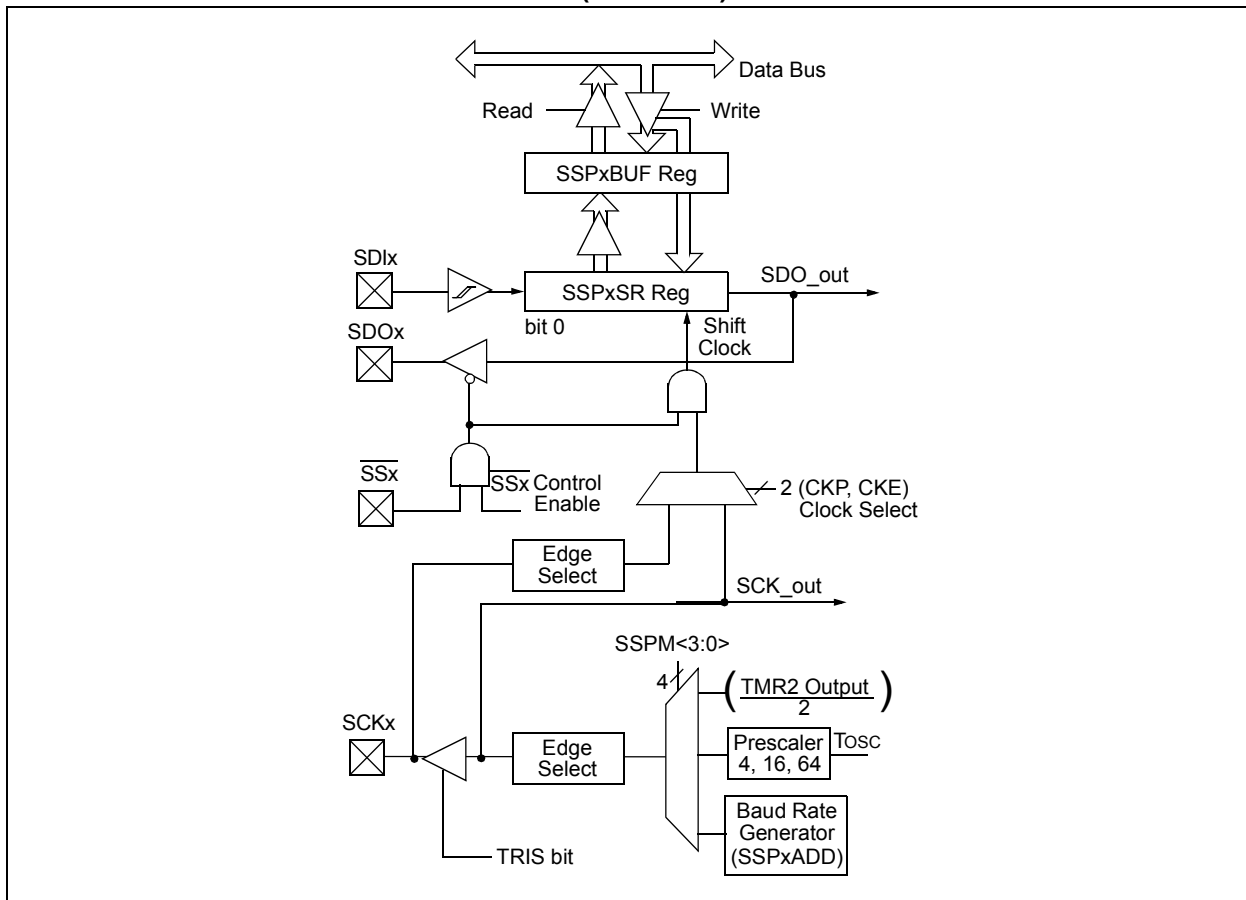 Data Bus
Read
Write
SSPxBUF Reg
SDIx
SSPxSR Reg
SDO_out
bit 0
Shift
Clock
SDOx
SSx
SSx Control
Enable
2 (CKP, CKE)
Clock Select
Edge
Select
SCK_out
SSPM<3:0>
4
(TMR2 Output)
2
SCKx
Edge
Select
Prescaler
4, 16, 64
TOSC
Baud Rate
Generator
(SSPxADD)
TRIS bit